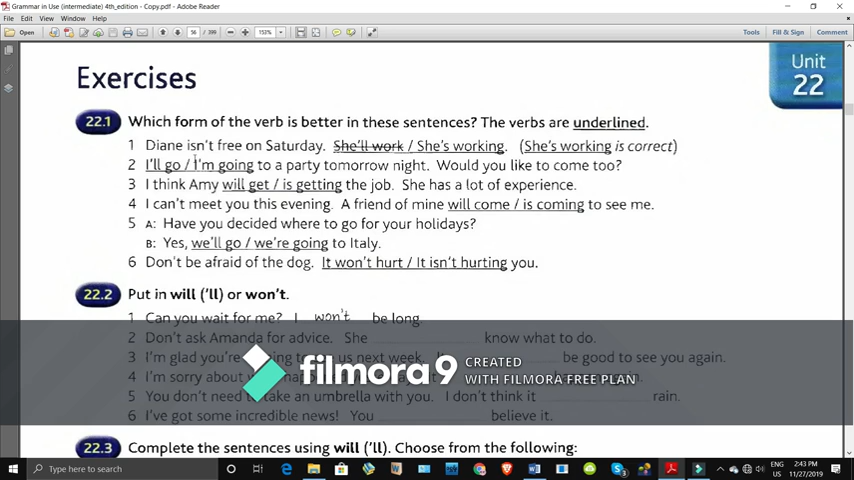 Grammar in Use (intermediate) 4th_edition - Copy.pdf - Adobe Reader
File Edit View Window Help
Open 56 / 399 153% Tools Fill & Sign Comment
Exercises
Unit
22
22.1 Which form of the verb is better in these sentences? The verbs are underlined.
1 Diane isn't free on Saturday. She'll work / She's working. (She's working is correct)
2 I'll go / I'm going to a party tomorrow night. Would you like to come too?
3 I think Amy will get / is getting the job. She has a lot of experience.
4 I can't meet you this evening. A friend of mine will come / is coming to see me.
5 A: Have you decided where to go for your holidays?
B: Yes, we'll go / we're going to Italy.
6 Don't be afraid of the dog. It won't hurt / It isn't hurting you.
22.2 Put in will ('ll) or won't.
1 Can you wait for me? I won't be long.
2 Don't ask Amanda for advice. She know what to do.
3 I'm glad you're us next week. be good to see you again.
4 I'm sorry about
5 You don't need to take an umbrella with you. I don't think it rain.
6 I've got some incredible news! You believe it.
filmora9 CREATED
WITH FILMORA FREE PLAN
22.3 Complete the sentences using will ('ll). Choose from the following:
Type here to search
ENG
US
2:43 PM
11/27/2019